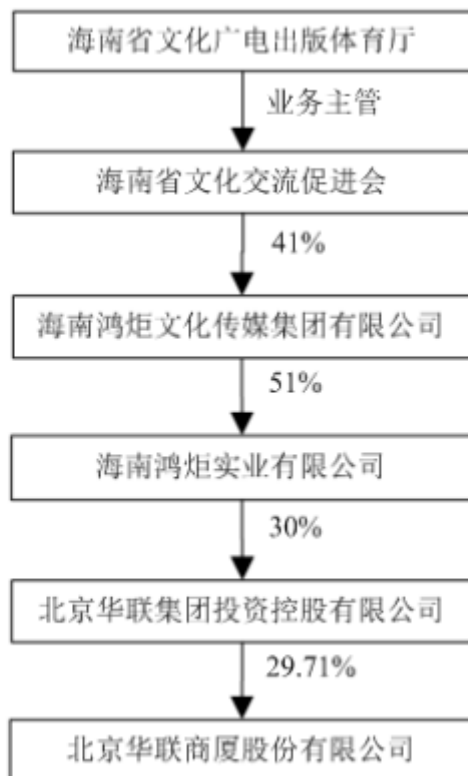 海南省文化广电出版体育厅
业务主管
海南省文化交流促进会
41%
海南鸿炬文化传媒集团有限公司
51%
海南鸿炬实业有限公司
30%
北京华联集团投资控股有限公司
29.71%
北京华联商厦股份有限公司